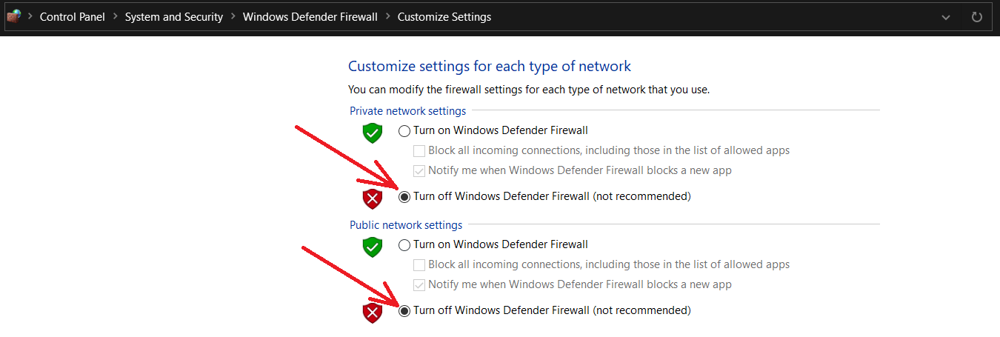 Control Panel > System and Security > Windows Defender Firewall > Customize Settings
Customize settings for each type of network
You can modify the firewall settings for each type of network that you use.
Private network settings
Turn on Windows Defender Firewall
Block all incoming connections, including those in the list of allowed apps
Notify me when Windows Defender Firewall blocks a new app
Turn off Windows Defender Firewall (not recommended)
Public network settings
Turn on Windows Defender Firewall
Block all incoming connections, including those in the list of allowed apps
Notify me when Windows Defender Firewall blocks a new app
Turn off Windows Defender Firewall (not recommended)